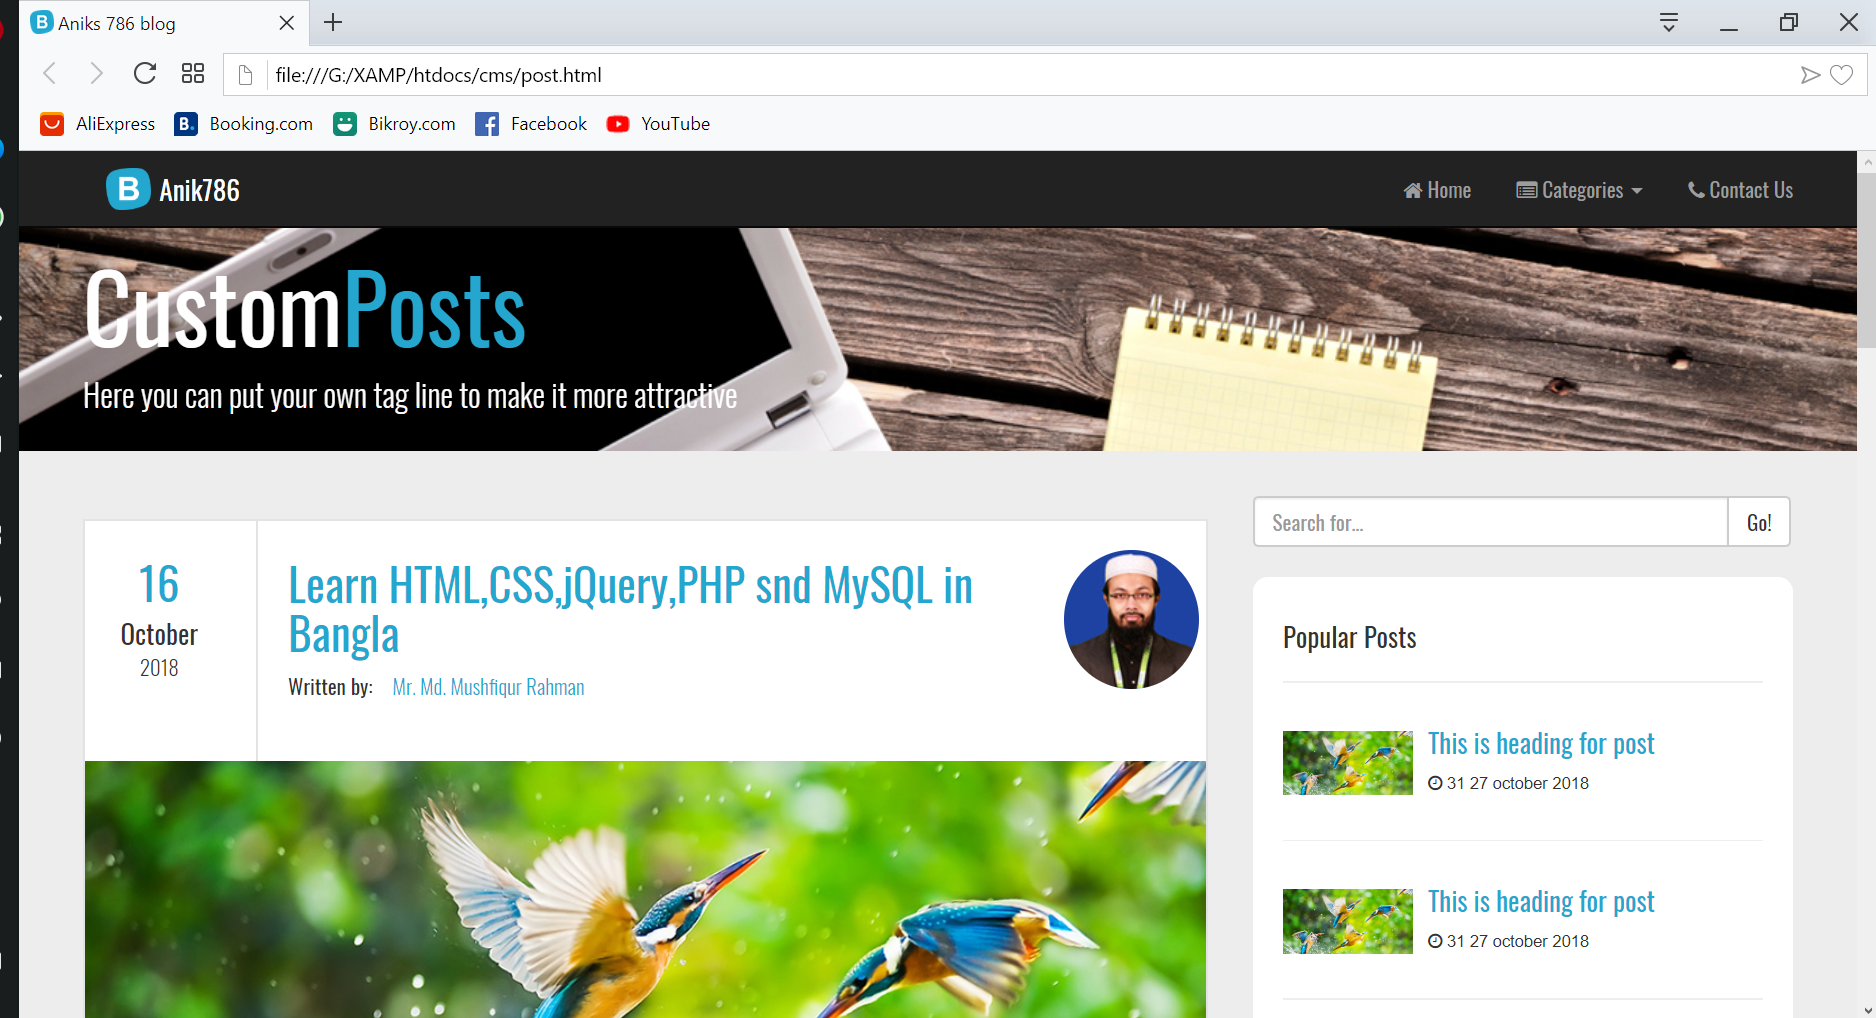 B Aniks 786 blog
file:///G:/XAMP/htdocs/cms/post.html
AliExpress B. Booking.com Bikroy.com f Facebook YouTube
B Anik786 Home Categories Contact Us
CustomPosts
Here you can put your own tag line to make it more attractive
Search for... Go!
16
October
2018
Learn HTML,CSS,jQuery,PHP snd MySQL in
Bangla
Written by: Mr. Md. Mushfiqur Rahman
Popular Posts
This is heading for post
31 27 october 2018
This is heading for post
31 27 october 2018